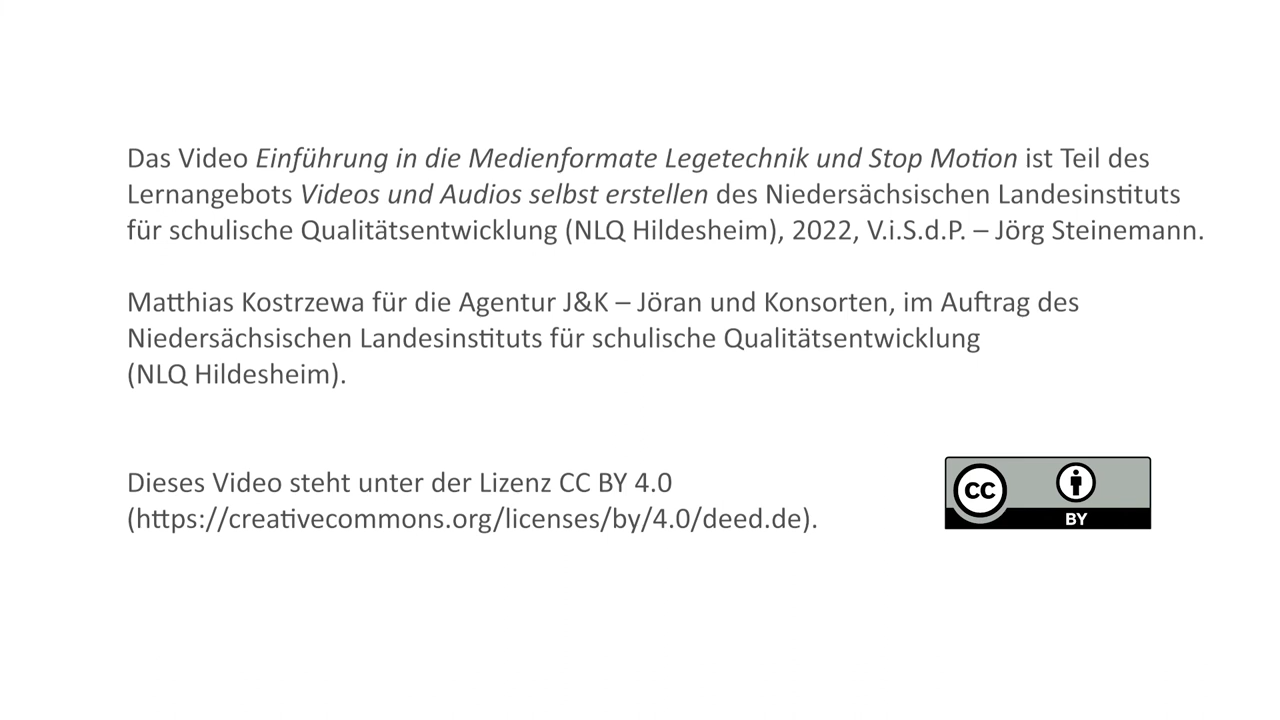 Das Video Einführung in die Medienformate Legetechnik und Stop Motion ist Teil des
Lernangebots Videos und Audios selbst erstellen des Niedersächsischen Landesinstituts
für schulische Qualitätsentwicklung (NLQ Hildesheim), 2022, V.i.S.d.P. – Jörg Steinemann.
Matthias Kostrzewa für die Agentur J&K – Jöran und Konsorten, im Auftrag des
Niedersächsischen Landesinstituts für schulische Qualitätsentwicklung
(NLQ Hildesheim).
Dieses Video steht unter der Lizenz CC BY 4.0
(https://creativecommons.org/licenses/by/4.0/deed.de).
CC
BY